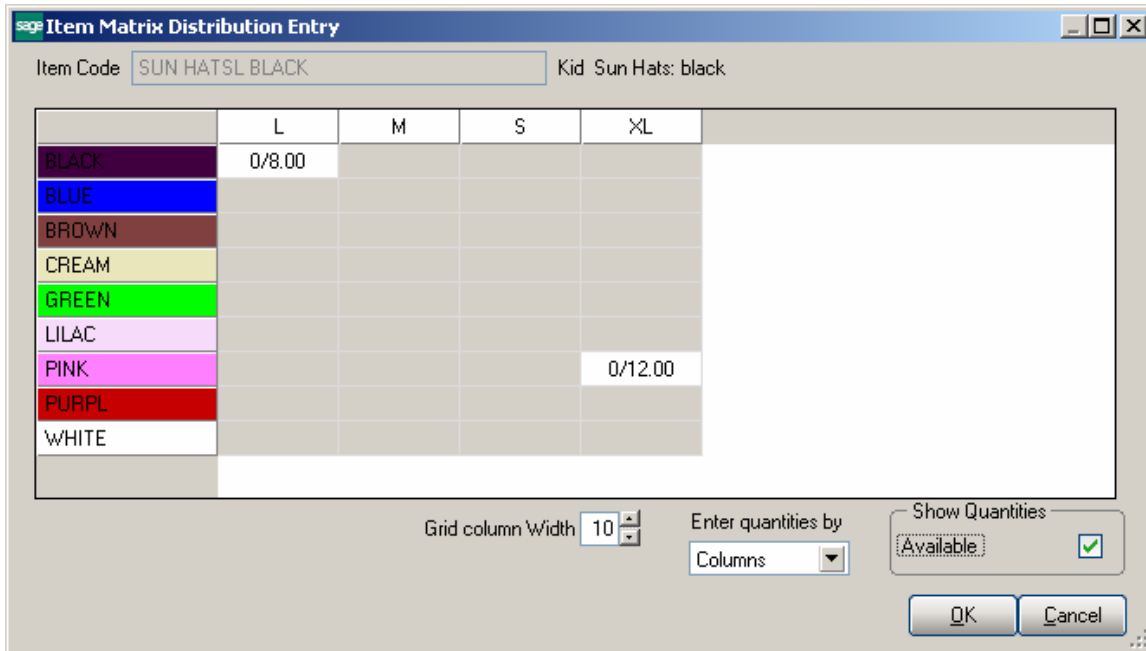 sage Item Matrix Distribution Entry
Item Code SUN HATSL BLACK Kid Sun Hats: black
L M S XL
BLACK 0/8.00
BLUE
BROWN
CREAM
GREEN
LILAC
PINK 0/12.00
PURPL
WHITE
Grid column Width 10 Enter quantities by Show Quantities
Columns Available
OK Cancel